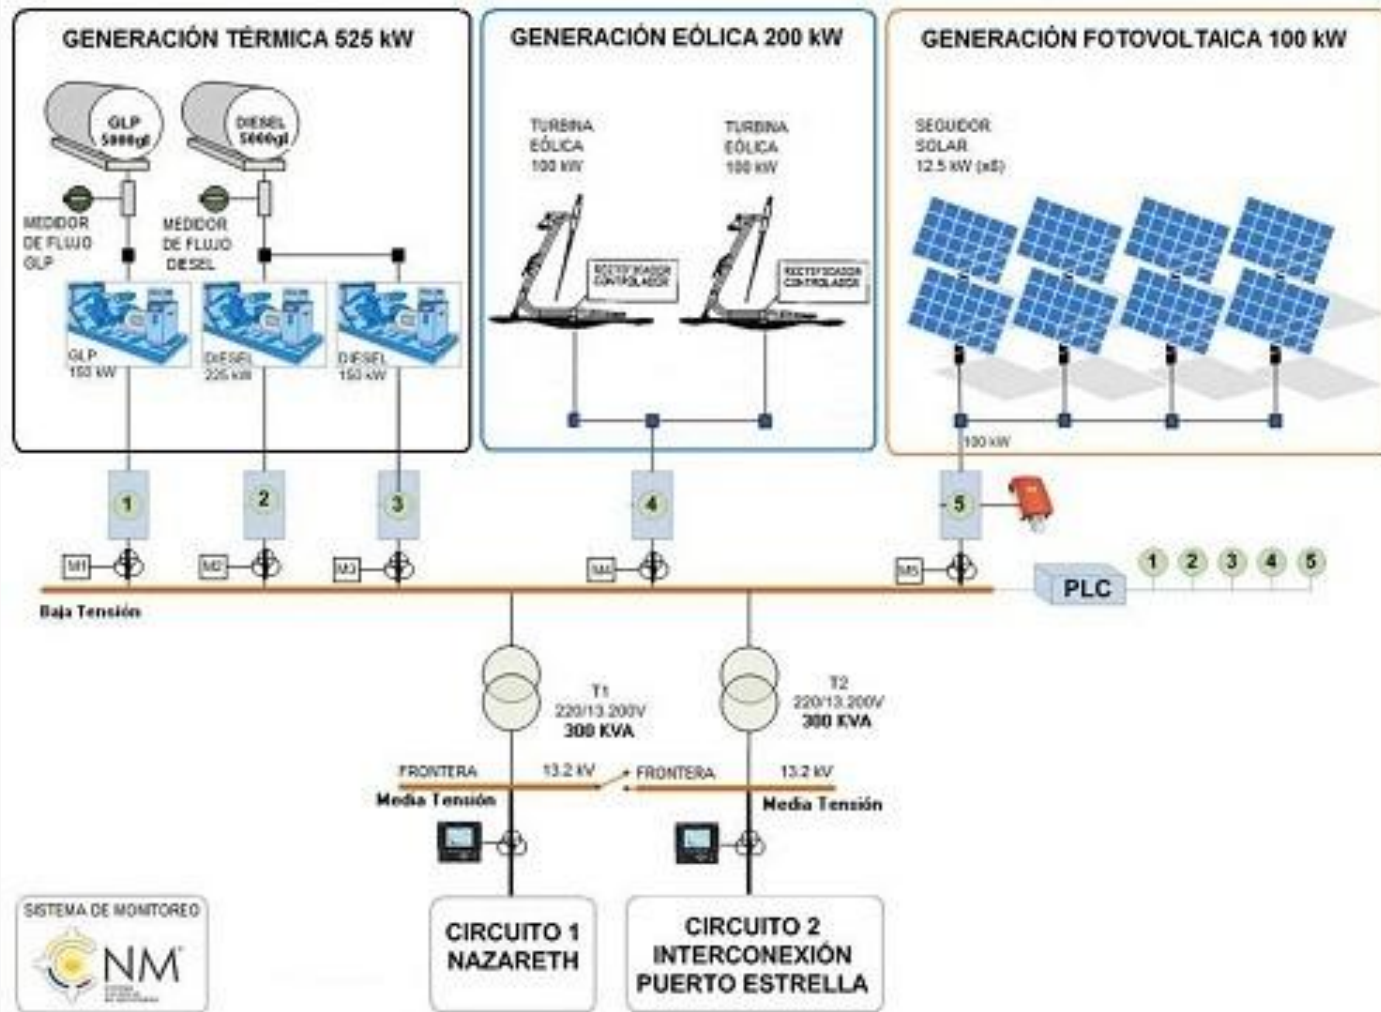 GENERACIÓN TÉRMICA 525 kW
GLP
5000gl
DIESEL
5000gl
MEDIDOR
DE FLUJO
GLP
MEDIDOR
DE FLUJO
DIESEL
GLP
150 kW
DIESEL
225 kW
DIESEL
150 kW
GENERACIÓN EÓLICA 200 kW
TURBINA
EÓLICA
100 kW
TURBINA
EÓLICA
100 kW
RECTIFICADOR
CONTROLADOR
RECTIFICADOR
CONTROLADOR
GENERACIÓN FOTOVOLTAICA 100 kW
SEGUIDOR
SOLAR
12.5 kW (x8)
100 kW
1
2
3
4
5
M1
M2
M3
M4
M5
Baja Tensión
PLC
1 2 3 4 5
T1
220/13.200V
300 KVA
T2
220/13.200V
300 KVA
FRONTERA 13.2 kV
Media Tensión
FRONTERA 13.2 kV
Media Tensión
SISTEMA DE MONITOREO
CNM
CIRCUITO 1
NAZARETH
CIRCUITO 2
INTERCONEXIÓN
PUERTO ESTRELLA